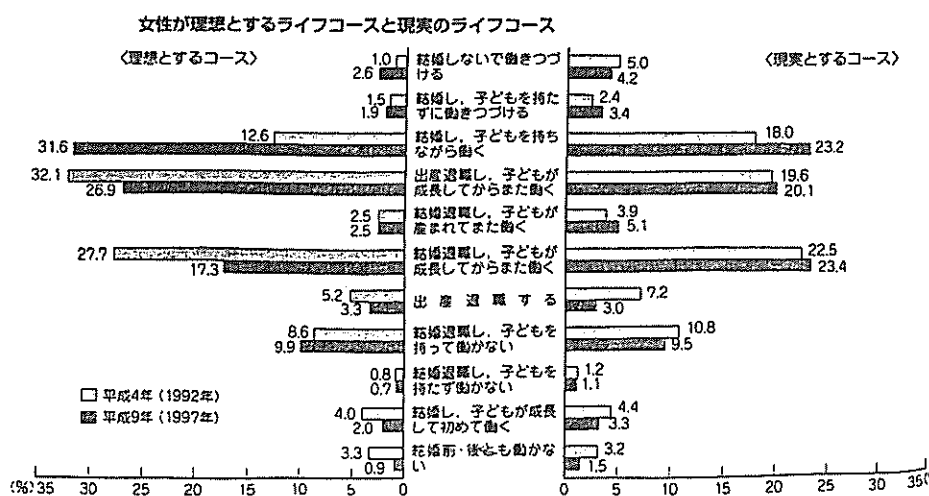 女性が理想とするライフコースと現実のライフコース
〈理想とするコース〉
〈現実とするコース〉
1.0
2.6
結婚しないで働きつづ
ける
5.0
4.2
1.5
1.9
結婚し，子どもを持た
ずに働きつづける
2.4
3.4
12.6
31.6
結婚し，子どもを持ち
ながら働く
18.0
23.2
32.1
26.9
出産退職し，子どもが
成長してからまた働く
19.6
20.1
2.5
2.5
結婚退職し，子どもが
産まれてまた働く
3.9
5.1
27.7
17.3
結婚退職し，子どもが
成長してからまた働く
22.5
23.4
5.2
3.3
出産退職する
7.2
3.0
8.6
9.9
結婚退職し，子どもを
持って働かない
10.8
9.5
0.8
0.7
結婚退職し，子どもを
持たず働かない
1.2
1.1
4.0
2.0
結婚し，子どもが成長
して初めて働く
4.4
3.3
3.3
0.9
結婚前・後とも働かな
い
3.2
1.5
平成4年（1992年）
平成9年（1997年）
(%)35 30 25 20 15 10 5 0
0 5 10 15 20 25 30 35(